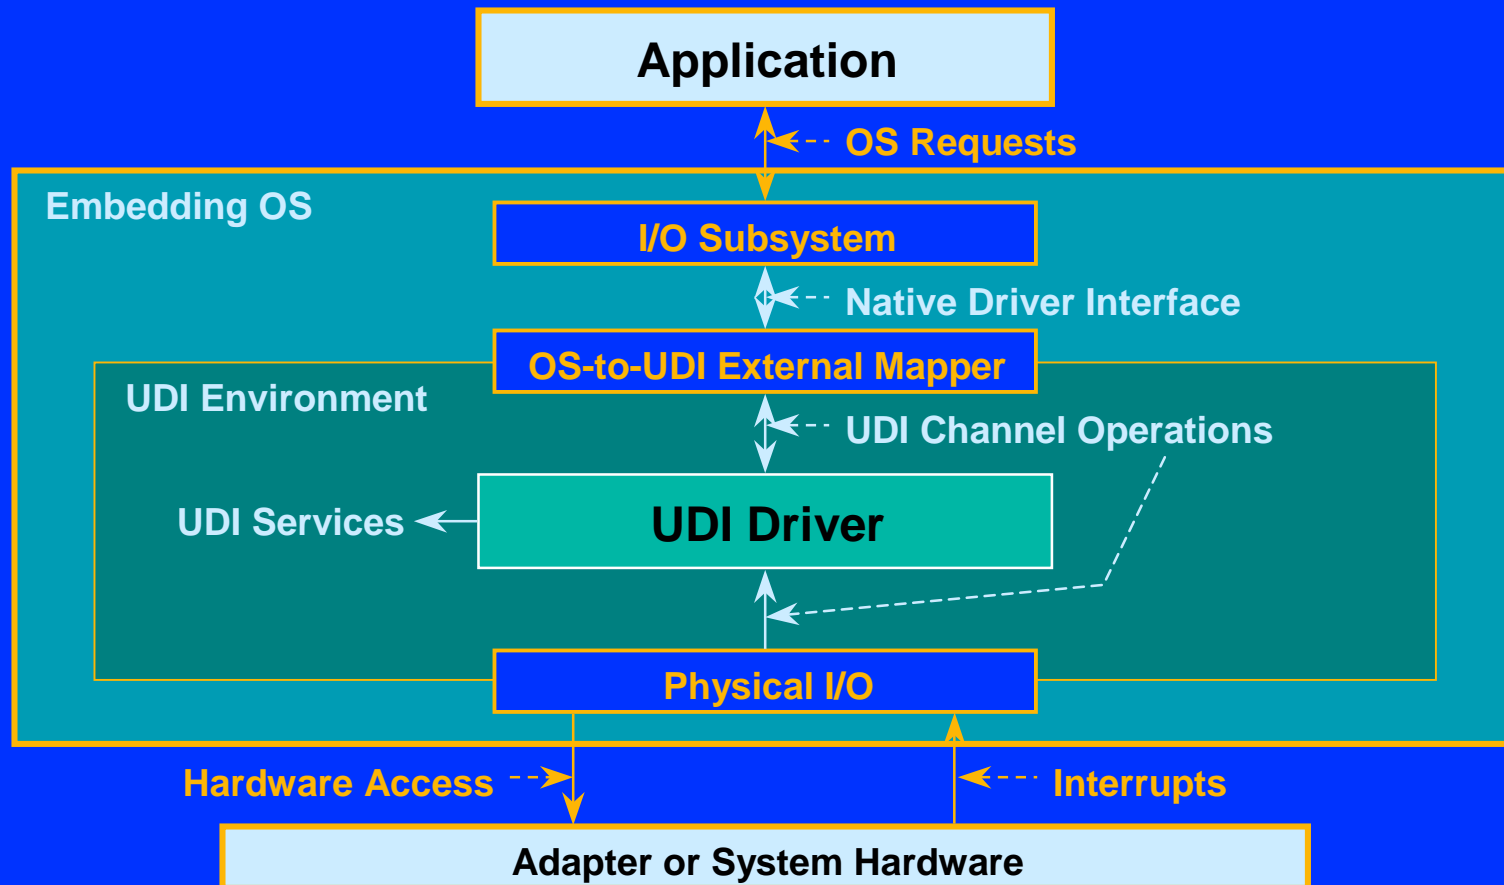 Application
OS Requests
Embedding OS
I/O Subsystem
Native Driver Interface
OS-to-UDI External Mapper
UDI Environment
UDI Channel Operations
UDI Services
UDI Driver
Physical I/O
Hardware Access
Interrupts
Adapter or System Hardware